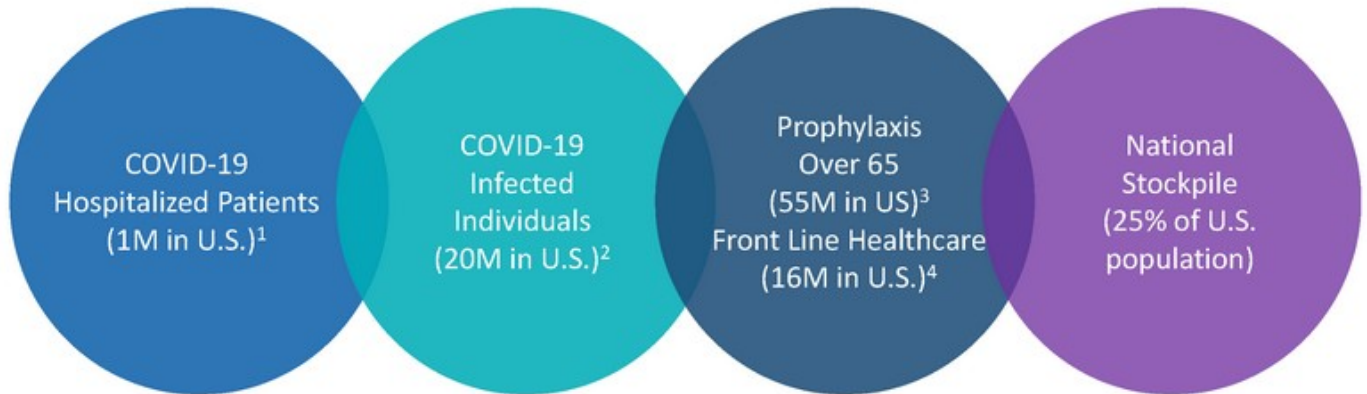 COVID-19
Hospitalized Patients
(1M in U.S.)¹
COVID-19
Infected
Individuals
(20M in U.S.)²
Prophylaxis
Over 65
(55M in US)³
Front Line Healthcare
(16M in U.S.)⁴
National
Stockpile
(25% of U.S.
population)